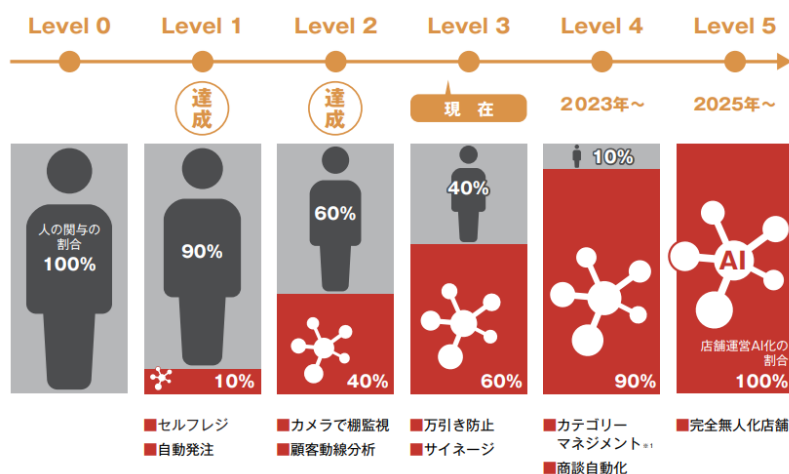 Level 0
Level 1
Level 2
Level 3
Level 4
Level 5
達成
達成
現在
2023年〜
2025年〜
人の関与の
割合
100%
90%
10%
60%
40%
40%
60%
10%
90%
AI
店舗運営AI化の
割合
100%
■セルフレジ
■自動発注
■カメラで棚監視
■顧客動線分析
■万引き防止
■サイネージ
■カテゴリー
マネジメント※1
■商談自動化
■完全無人化店舗